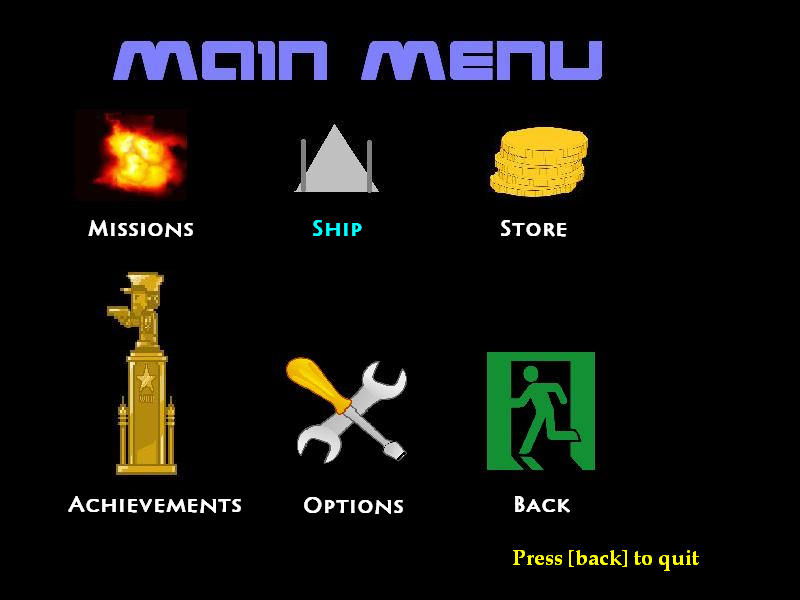 MAIN MENU
MISSIONS
SHIP
STORE
ACHIEVEMENTS
OPTIONS
BACK
Press [back] to quit